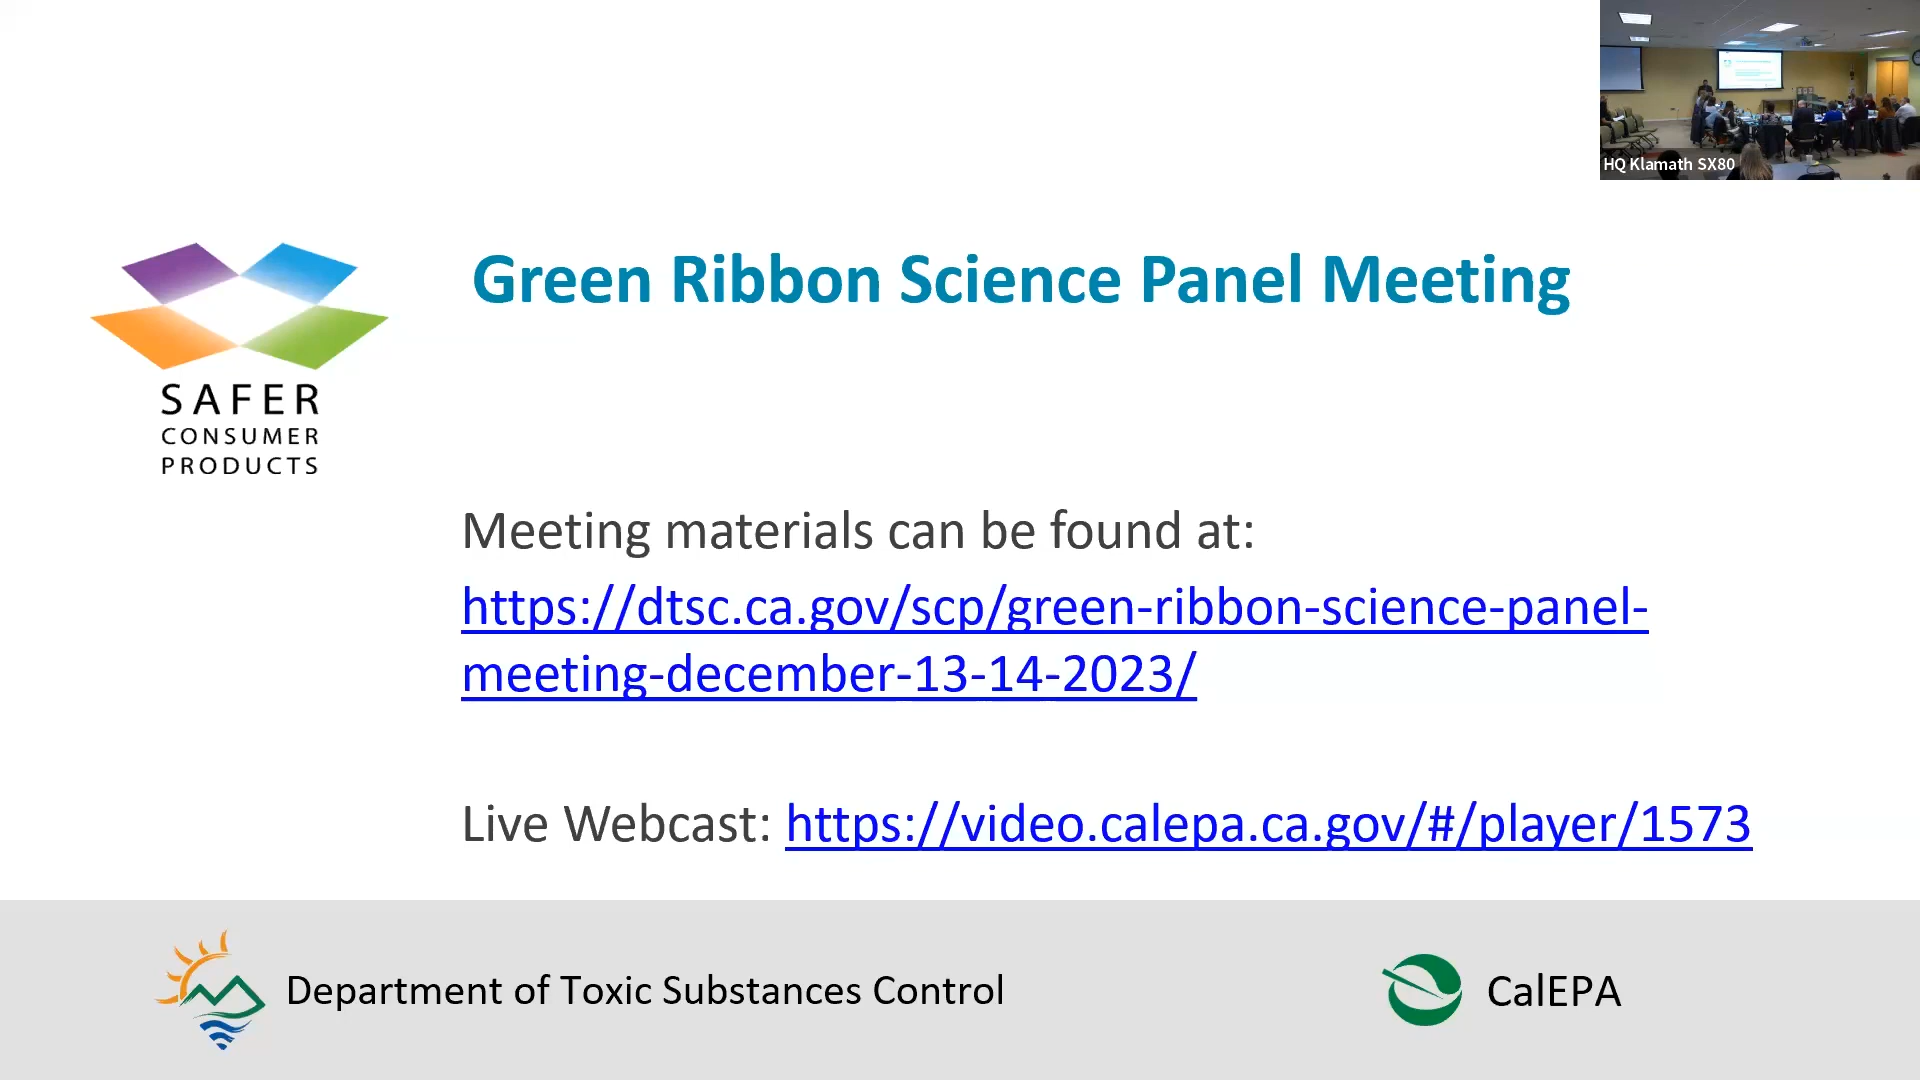 HQ Klamath SX80
Green Ribbon Science Panel Meeting
SAFER
CONSUMER
PRODUCTS
Meeting materials can be found at:
https://dtsc.ca.gov/scp/green-ribbon-science-panel-
meeting-december-13-14-2023/
Live Webcast: https://video.calepa.ca.gov/#/player/1573
Department of Toxic Substances Control
CalEPA